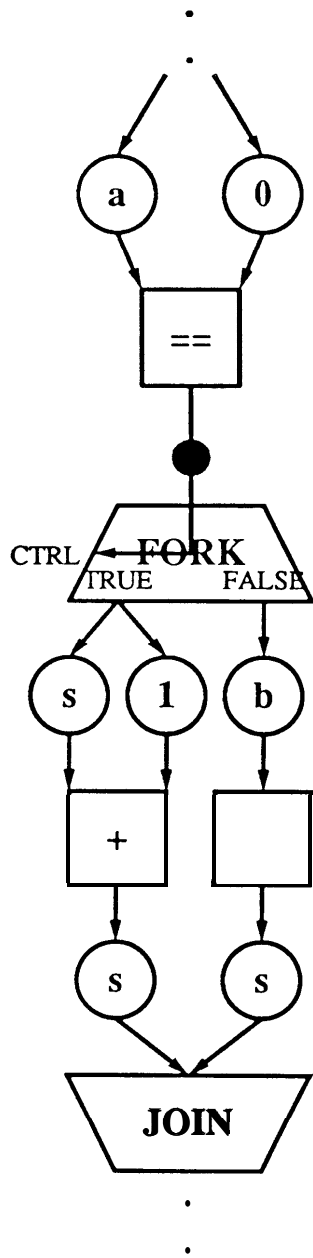 a 0
==
CTRL FORK
TRUE FALSE
s 1 b
+
s s
JOIN